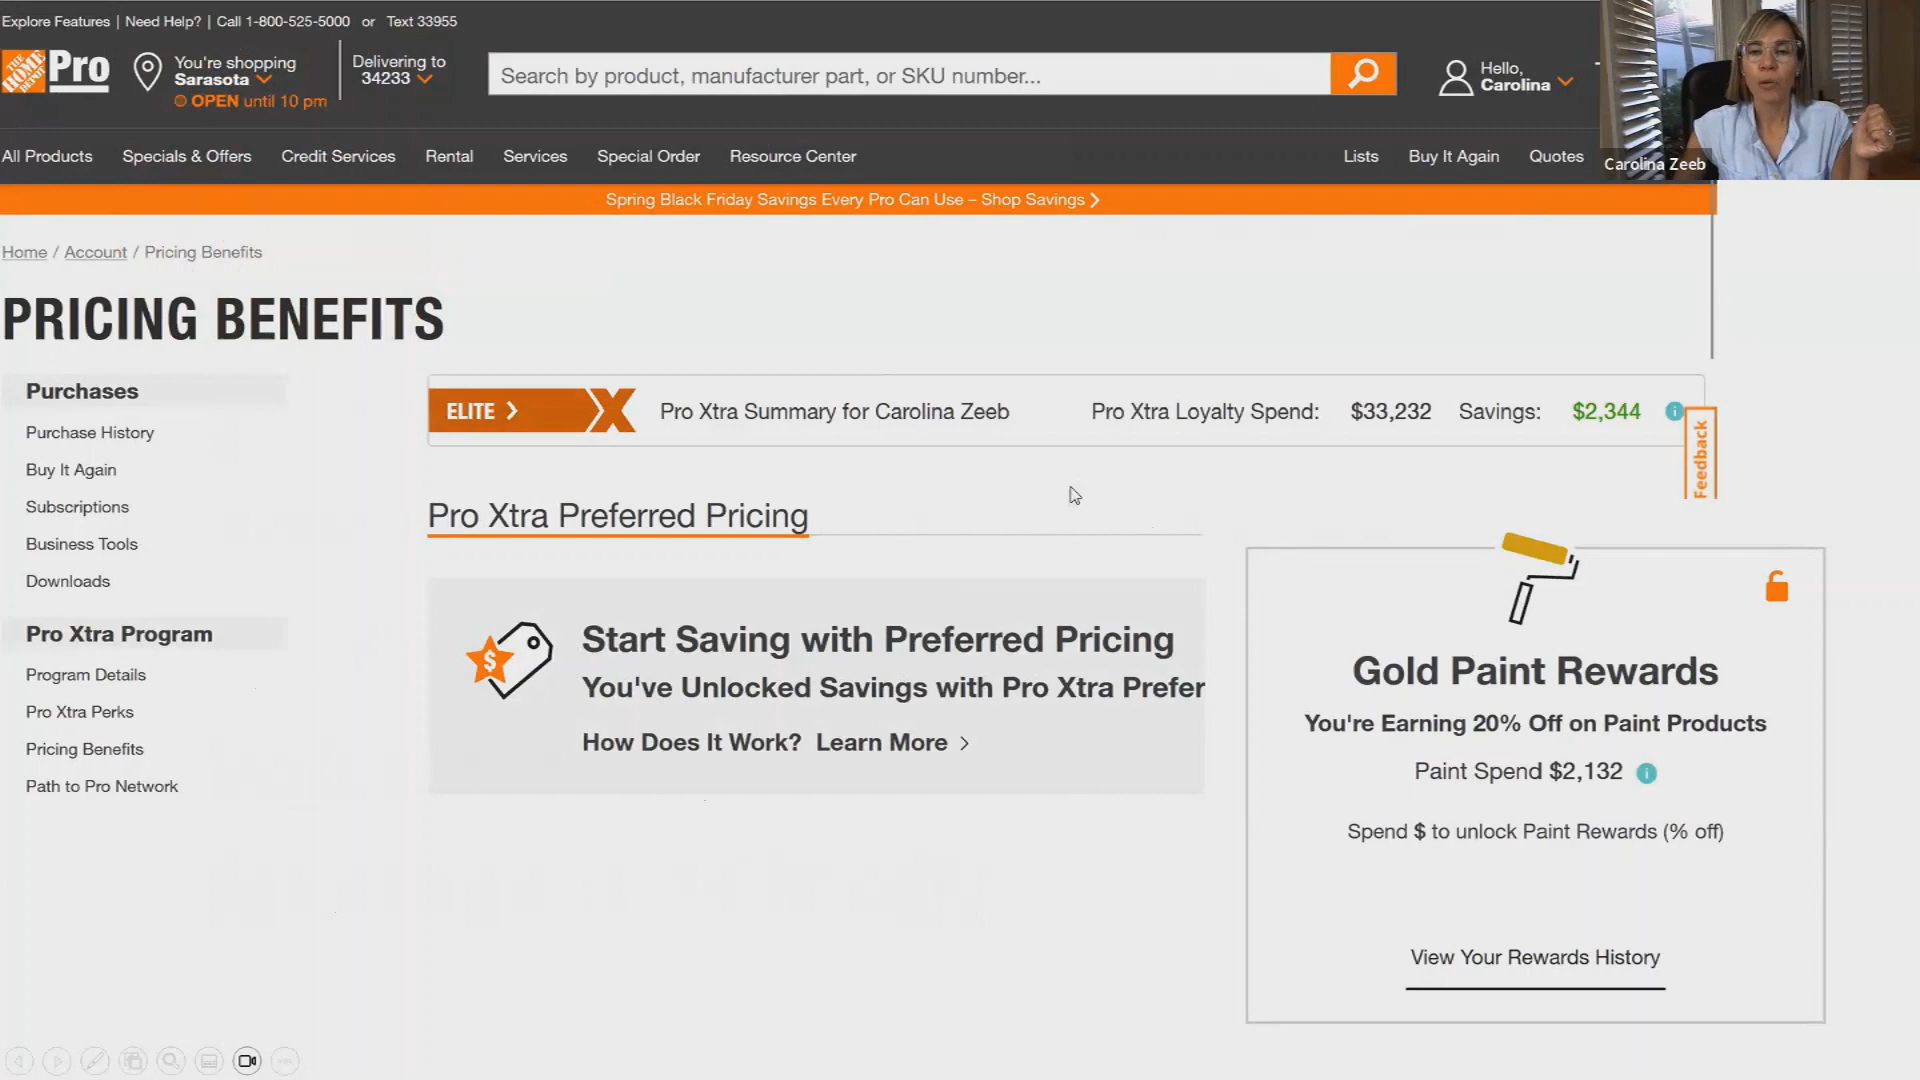 Explore Features | Need Help? | Call 1-800-525-5000 or Text 33955
THE HOME DEPOT Pro
You're shopping
Sarasota
OPEN until 10 pm
Delivering to
34233
Search by product, manufacturer part, or SKU number...
Hello,
Carolina
All Products Specials & Offers Credit Services Rental Services Special Order Resource Center Lists Buy It Again Quotes
Carolina Zeeb
Spring Black Friday Savings Every Pro Can Use – Shop Savings
Home / Account / Pricing Benefits
PRICING BENEFITS
Purchases
Purchase History
Buy It Again
Subscriptions
Business Tools
Downloads
Pro Xtra Program
Program Details
Pro Xtra Perks
Pricing Benefits
Path to Pro Network
ELITE X Pro Xtra Summary for Carolina Zeeb Pro Xtra Loyalty Spend: $33,232 Savings: $2,344
Feedback
Pro Xtra Preferred Pricing
$
Start Saving with Preferred Pricing
You've Unlocked Savings with Pro Xtra Prefer
How Does It Work? Learn More
Gold Paint Rewards
You're Earning 20% Off on Paint Products
Paint Spend $2,132
Spend $ to unlock Paint Rewards (% off)
View Your Rewards History